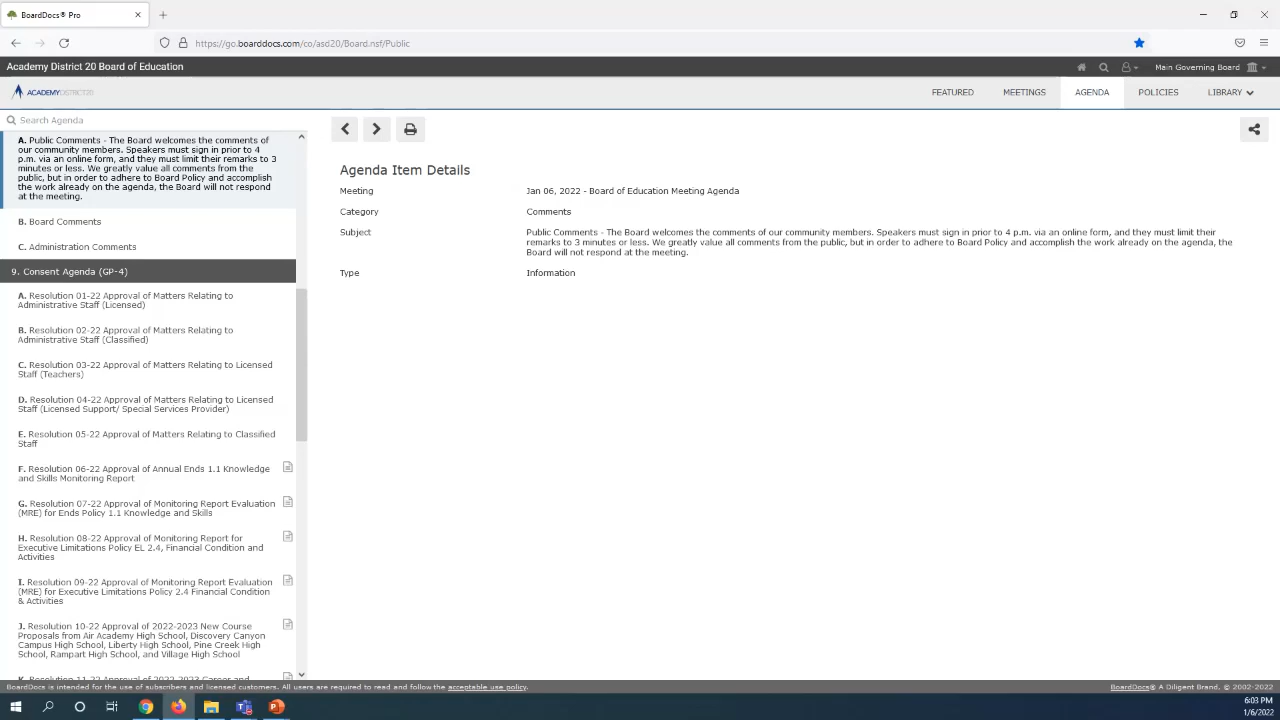 BoardDocs® Pro
https://go.boarddocs.com/co/asd20/Board.nsf/Public
Academy District 20 Board of Education
Main Governing Board
ACADEMYDISTRICT20
FEATURED
MEETINGS
AGENDA
POLICIES
LIBRARY
Search Agenda
A. Public Comments - The Board welcomes the comments of
our community members. Speakers must sign in prior to 4
p.m. via an online form, and they must limit their remarks to 3
minutes or less. We greatly value all comments from the
public, but in order to adhere to Board Policy and accomplish
the work already on the agenda, the Board will not respond
at the meeting.
B. Board Comments
C. Administration Comments
9. Consent Agenda (GP-4)
A. Resolution 01-22 Approval of Matters Relating to
Administrative Staff (Licensed)
B. Resolution 02-22 Approval of Matters Relating to
Administrative Staff (Classified)
C. Resolution 03-22 Approval of Matters Relating to Licensed
Staff (Teachers)
D. Resolution 04-22 Approval of Matters Relating to Licensed
Staff (Licensed Support/ Special Services Provider)
E. Resolution 05-22 Approval of Matters Relating to Classified
Staff
F. Resolution 06-22 Approval of Annual Ends 1.1 Knowledge
and Skills Monitoring Report
G. Resolution 07-22 Approval of Monitoring Report Evaluation
(MRE) for Ends Policy 1.1 Knowledge and Skills
H. Resolution 08-22 Approval of Monitoring Report for
Executive Limitations Policy EL 2.4, Financial Condition and
Activities
I. Resolution 09-22 Approval of Monitoring Report Evaluation
(MRE) for Executive Limitations Policy 2.4 Financial Condition
& Activities
J. Resolution 10-22 Approval of 2022-2023 New Course
Proposals from Air Academy High School, Discovery Canyon
Campus High School, Liberty High School, Pine Creek High
School, Rampart High School, and Village High School
K. Resolution 11-22 Approval of 2022-2023 Career and
Agenda Item Details
Meeting
Jan 06, 2022 - Board of Education Meeting Agenda
Category
Comments
Subject
Public Comments - The Board welcomes the comments of our community members. Speakers must sign in prior to 4 p.m. via an online form, and they must limit their
remarks to 3 minutes or less. We greatly value all comments from the public, but in order to adhere to Board Policy and accomplish the work already on the agenda, the
Board will not respond at the meeting.
Type
Information
BoardDocs is intended for the use of subscribers and licensed customers. All users are required to read and follow the acceptable use policy.
BoardDocs® A Diligent Brand. © 2002-2022
6:03 PM
1/6/2022